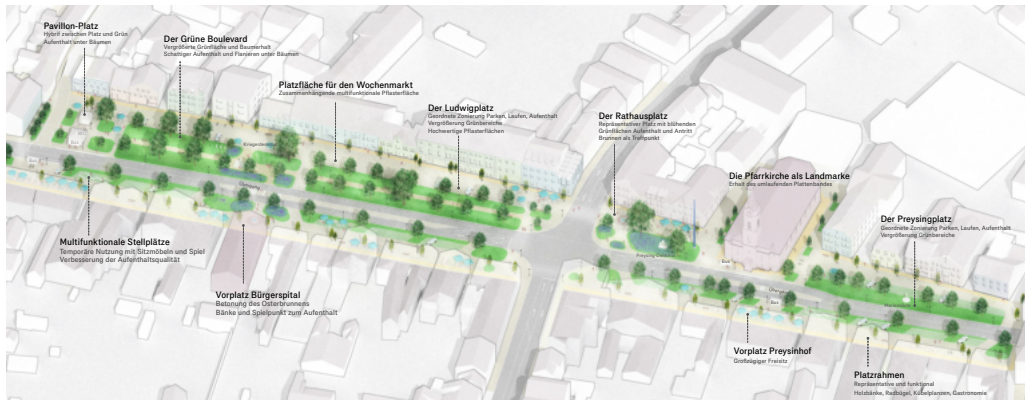 Pavillon-Platz
Hybrid zwischen Platz und Grün
Aufenthalt unter Bäumen
Der Grüne Boulevard
Vergrößerte Grünfläche und Baumerhalt
Schattiger Aufenthalt und Flanieren unter Bäumen
Platzfläche für den Wochenmarkt
Zusammenhängende multifunktionale Pflasterfläche
Der Ludwigplatz
Geordnete Zonierung Parken, Laufen, Aufenthalt
Vergrößerung Grünbereiche
Hochwertige Pflasterflächen
Der Rathausplatz
Repräsentativer Platz mit blühenden
Grünflächen Aufenthalt und Antritt
Brunnen als Treffpunkt
Die Pfarrkirche als Landmarke
Erhalt des umlaufenden Plattenbandes
Der Preysingplatz
Geordnete Zonierung Parken, Laufen, Aufenthalt
Vergrößerung Grünbereiche
Bus
Bus
Bus
Bus
Multifunktionale Stellplätze
Temporäre Nutzung mit Sitzmöbeln und Spiel
Verbesserung der Aufenthaltsqualität
Vorplatz Bürgerspital
Betonung des Osterbrunnens
Bänke und Spielpunkt zum Aufenthalt
Vorplatz Preysinhof
Großzügiger Freisitz
Platzrahmen
Repräsentative und funktional
Holzbänke, Radbügel, Kübelpflanzen, Gastronomie